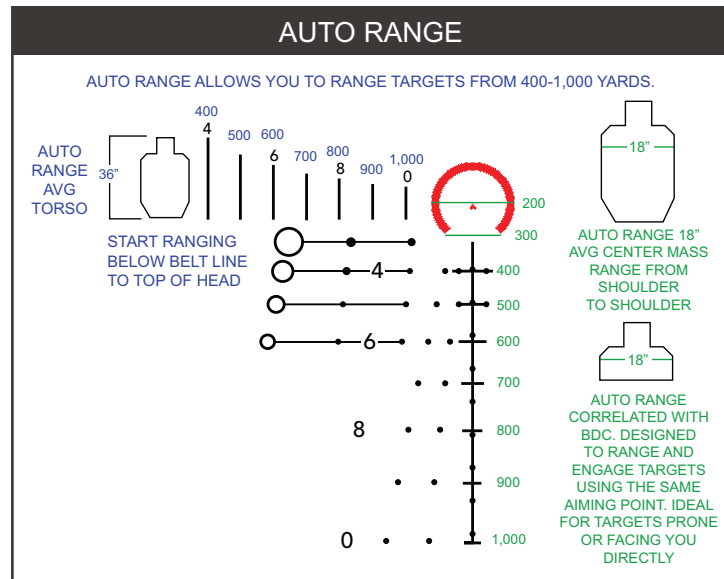 AUTO RANGE
AUTO RANGE ALLOWS YOU TO RANGE TARGETS FROM 400-1,000 YARDS.
AUTO
RANGE
AVG
TORSO
36”
400
4
500
600
6
700
800
8
900
1,000
0
START RANGING
BELOW BELT LINE
TO TOP OF HEAD
200
300
4
400
500
6
600
700
8
800
900
0
1,000
18”
AUTO RANGE 18”
AVG CENTER MASS
RANGE FROM
SHOULDER
TO SHOULDER
18”
AUTO RANGE
CORRELATED WITH
BDC. DESIGNED
TO RANGE AND
ENGAGE TARGETS
USING THE SAME
AIMING POINT. IDEAL
FOR TARGETS PRONE
OR FACING YOU
DIRECTLY